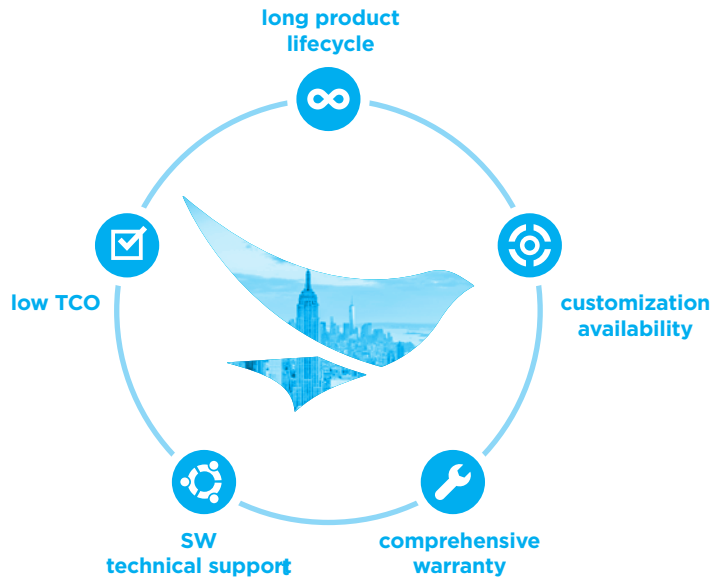 long product
lifecycle
low TCO
customization
availability
SW
technical support
comprehensive
warranty